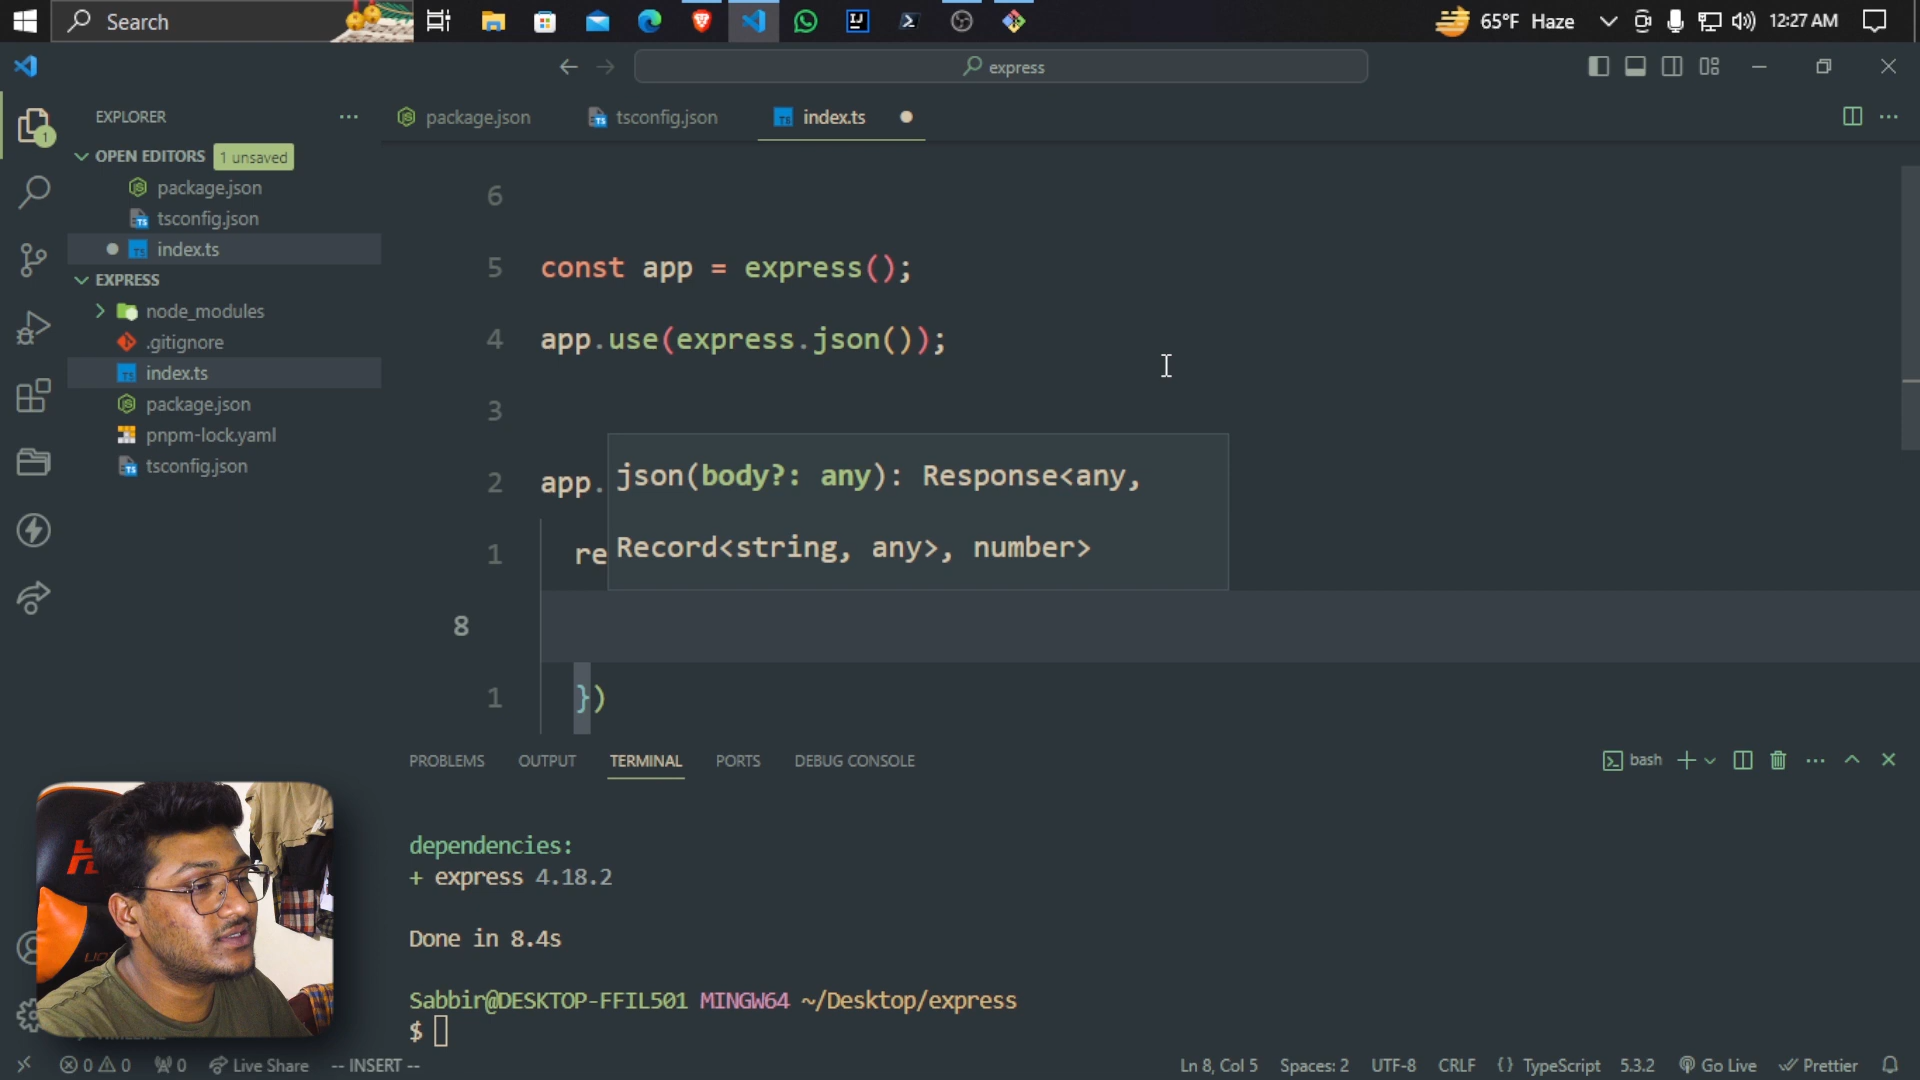 Search
65°F Haze
12:27 AM
express
EXPLORER
package.json
tsconfig.json
index.ts
1
OPEN EDITORS
1 unsaved
package.json
tsconfig.json
index.ts
EXPRESS
node_modules
.gitignore
index.ts
package.json
pnpm-lock.yaml
tsconfig.json
6
5 const app = express();
4 app.use(express.json());
3
2 app.
json(body?: any): Response<any,
Record<string, any>, number>
1 re
8
1 })
PROBLEMS
OUTPUT
TERMINAL
PORTS
DEBUG CONSOLE
bash
dependencies:
+ express 4.18.2
Done in 8.4s
Sabbir@DESKTOP-FFIL501 MINGW64 ~/Desktop/express
$
0 0
0
Live Share
-- INSERT --
Ln 8, Col 5
Spaces: 2
UTF-8
CRLF
{} TypeScript
5.3.2
Go Live
Prettier